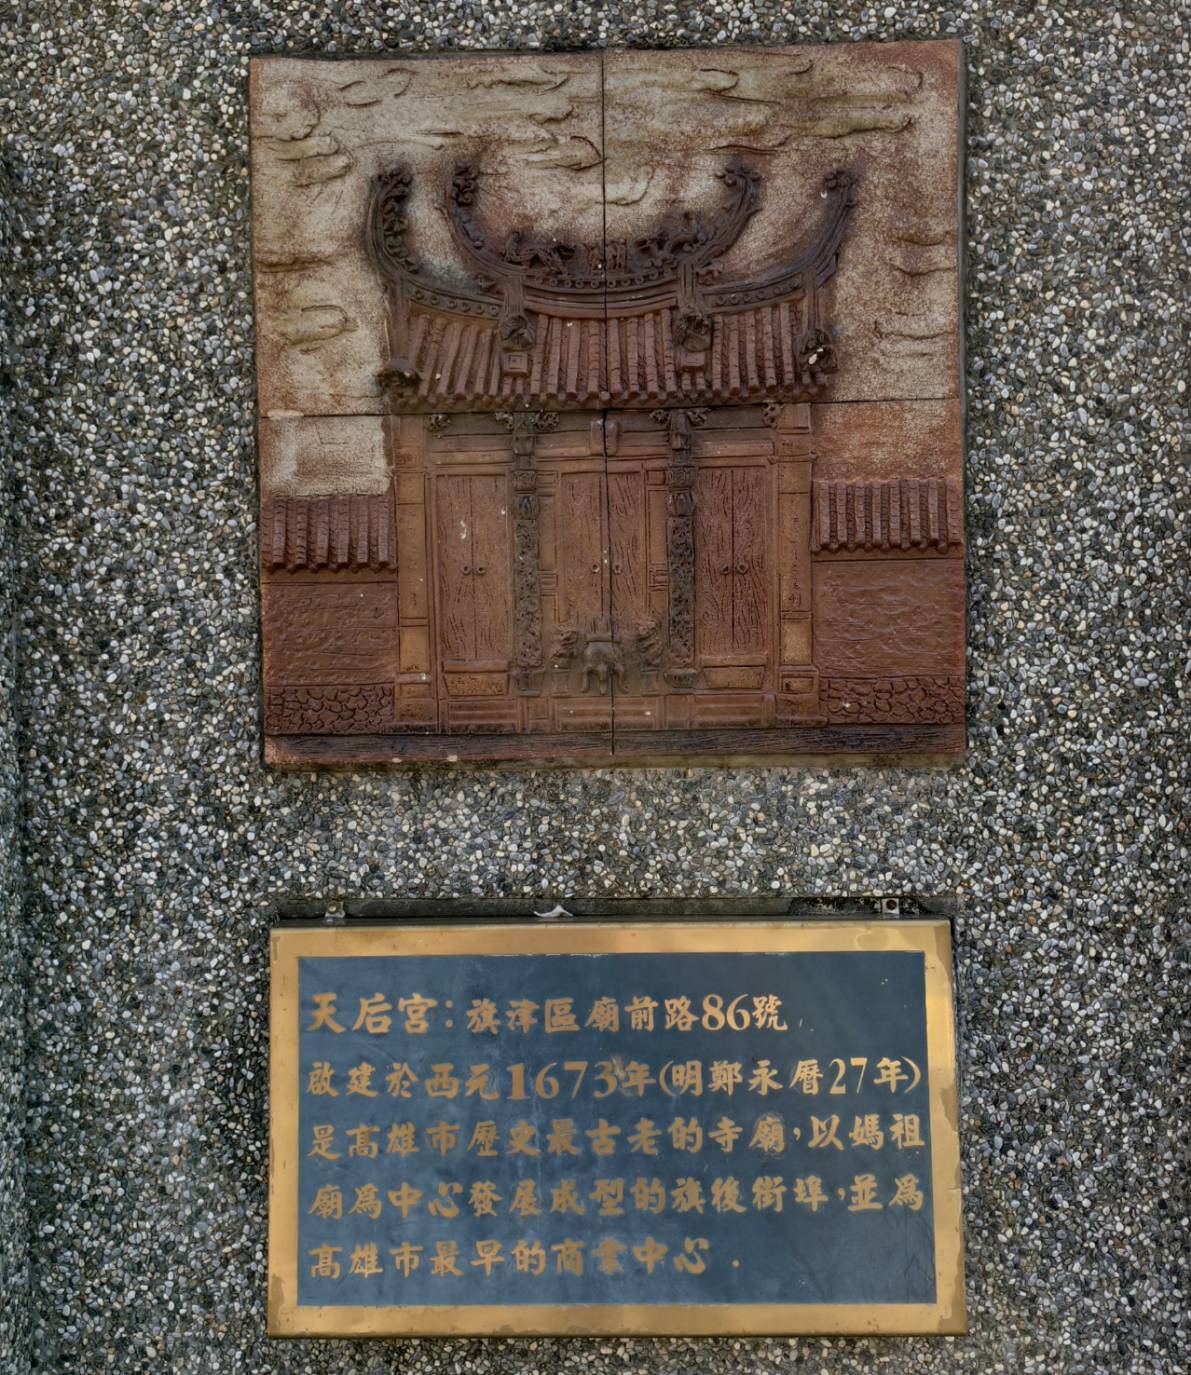 天后宮：旗津區廟前路86號
啟建於西元1673年(明鄭永曆27年)
是高雄市歷史最古老的寺廟，以媽祖
廟為中心發展成型的旗後街埠，並為
高雄市最早的商業中心．